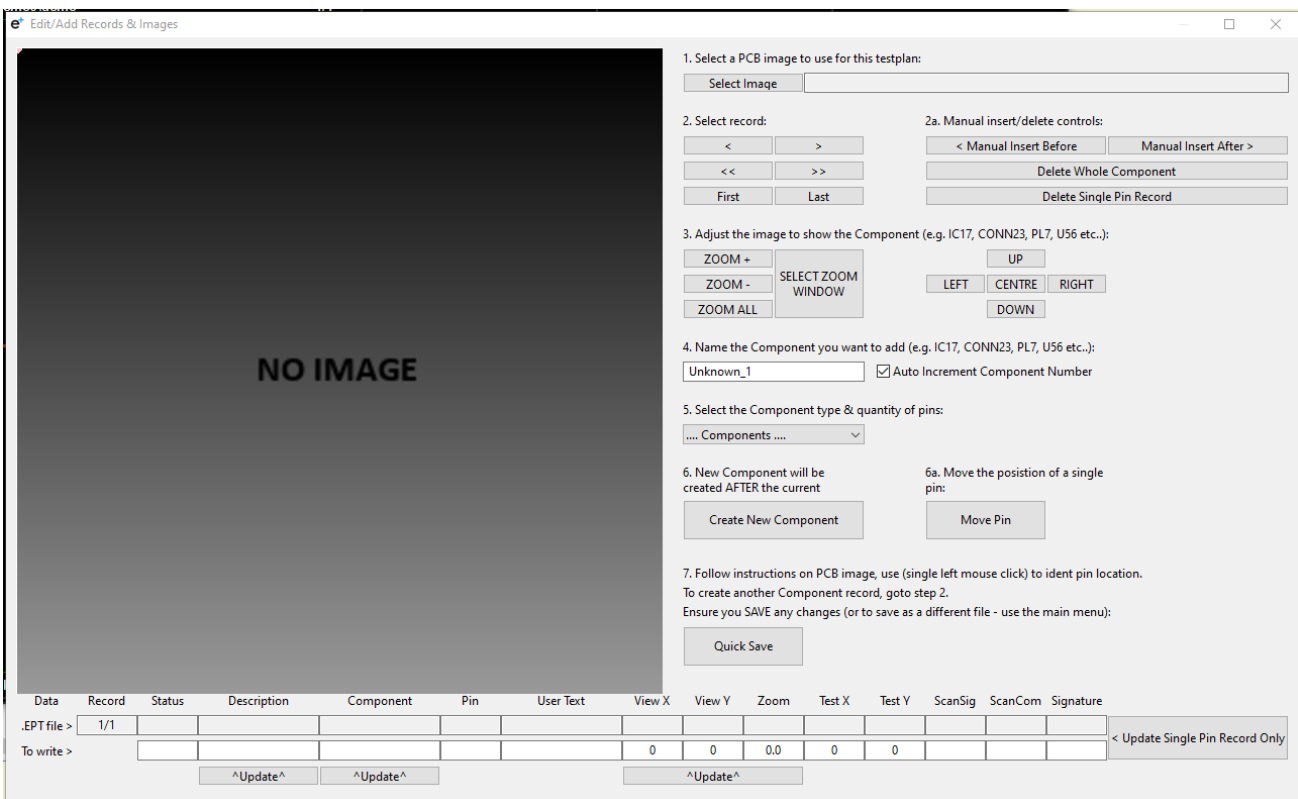 e+ Edit/Add Records & Images
1. Select a PCB image to use for this testplan:
Select Image
2. Select record:
2a. Manual insert/delete controls:
< > < Manual Insert Before Manual Insert After >
<< >> Delete Whole Component
First Last Delete Single Pin Record
3. Adjust the image to show the Component (e.g. IC17, CONN23, PL7, U56 etc..):
ZOOM + UP
SELECT ZOOM
WINDOW
ZOOM - LEFT CENTRE RIGHT
ZOOM ALL DOWN
NO IMAGE
4. Name the Component you want to add (e.g. IC17, CONN23, PL7, U56 etc..):
Unknown_1 Auto Increment Component Number
5. Select the Component type & quantity of pins:
.... Components ....
6. New Component will be
created AFTER the current
6a. Move the posistion of a single
pin:
Create New Component Move Pin
7. Follow instructions on PCB image, use (single left mouse click) to ident pin location.
To create another Component record, goto step 2.
Ensure you SAVE any changes (or to save as a different file - use the main menu):
Quick Save
Data Record Status Description Component Pin User Text View X View Y Zoom Test X Test Y ScanSig ScanCom Signature
.EPT file > 1/1
To write > 0 0 0.0 0 0
< Update Single Pin Record Only
^Update^ ^Update^ ^Update^